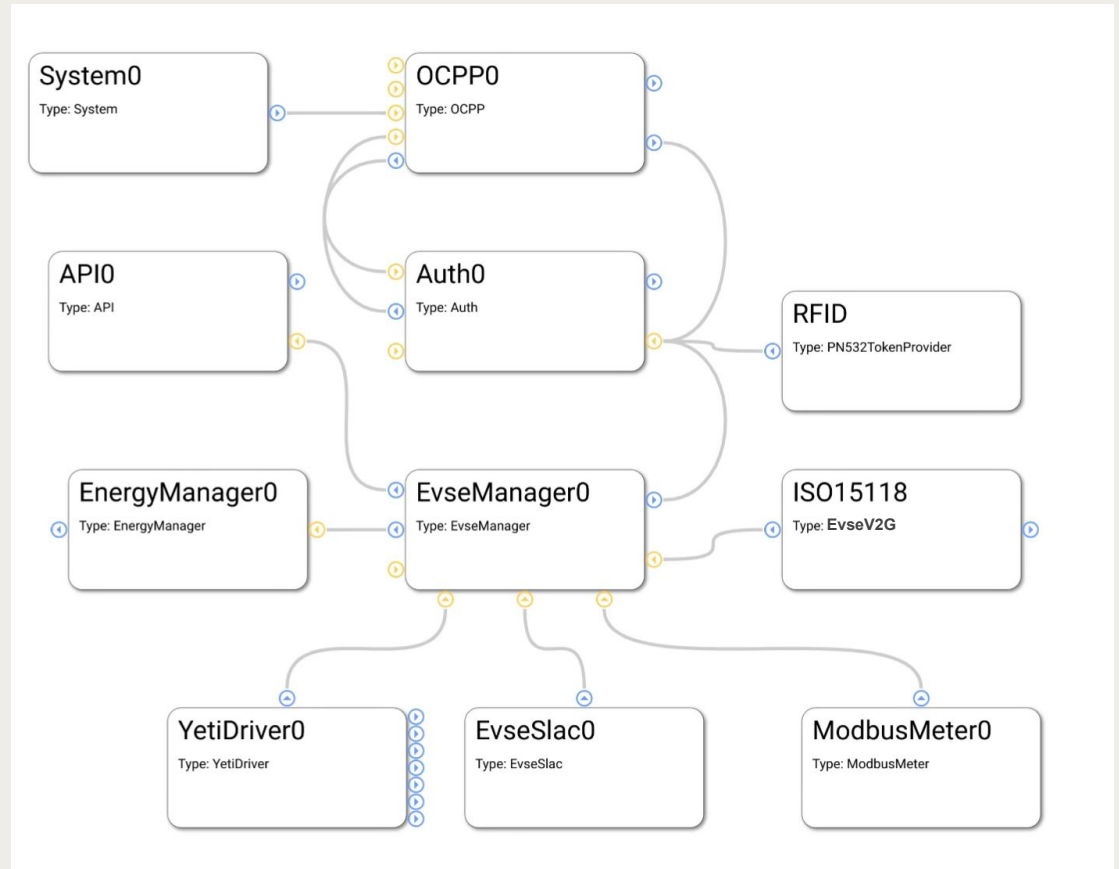 System0
Type: System
OCPP0
Type: OCPP
API0
Type: API
Auth0
Type: Auth
RFID
Type: PN532TokenProvider
EnergyManager0
Type: EnergyManager
EvseManager0
Type: EvseManager
ISO15118
Type: EvseV2G
YetiDriver0
Type: YetiDriver
EvseSlac0
Type: EvseSlac
ModbusMeter0
Type: ModbusMeter